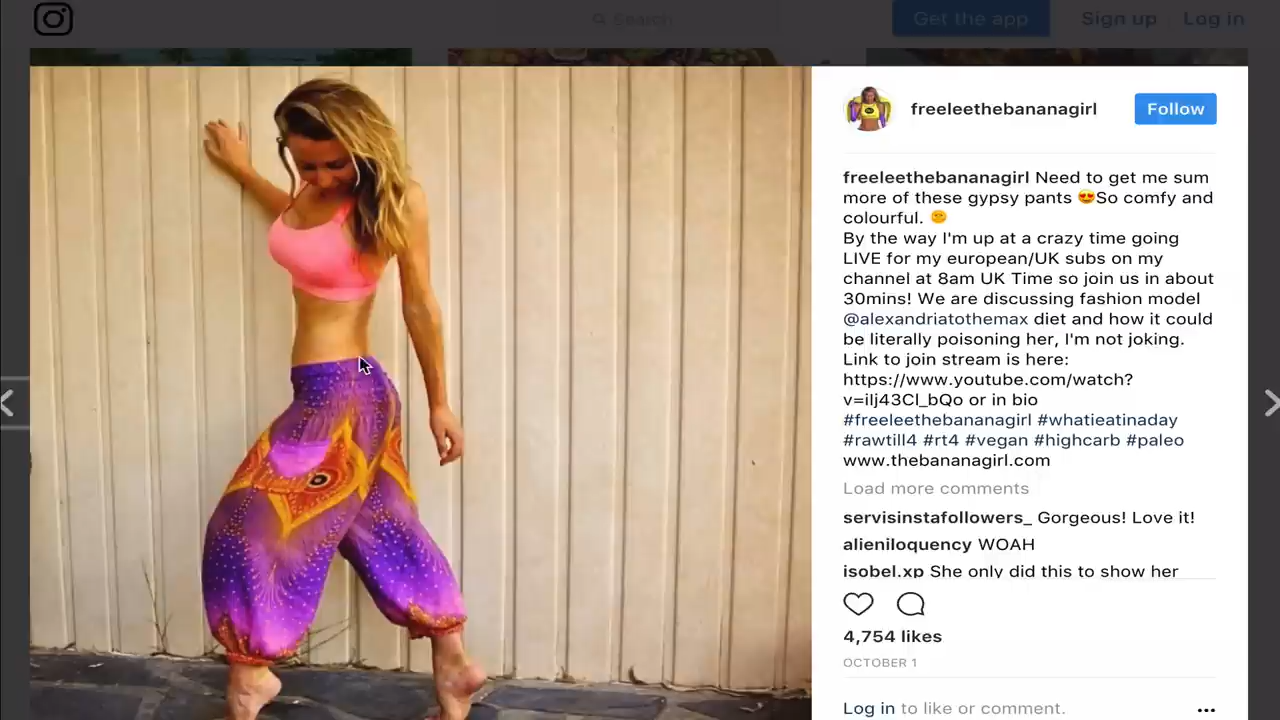 Search
Get the app
Sign up
Log in
freeleethebananagirl
Follow
freeleethebananagirl Need to get me sum
more of these gypsy pants 😍So comfy and
colourful. 🌞
By the way I'm up at a crazy time going
LIVE for my european/UK subs on my
channel at 8am UK Time so join us in about
30mins! We are discussing fashion model
@alexandriatothemax diet and how it could
be literally poisoning her, I'm not joking.
Link to join stream is here:
https://www.youtube.com/watch?
v=ilj43Cl_bQo or in bio
#freeleethebananagirl #whatieatinaday
#rawtill4 #rt4 #vegan #highcarb #paleo
www.thebananagirl.com
Load more comments
servisinstafollowers_ Gorgeous! Love it!
alieniloquency WOAH
isobel.xp She only did this to show her
4,754 likes
OCTOBER 1
Log in to like or comment.